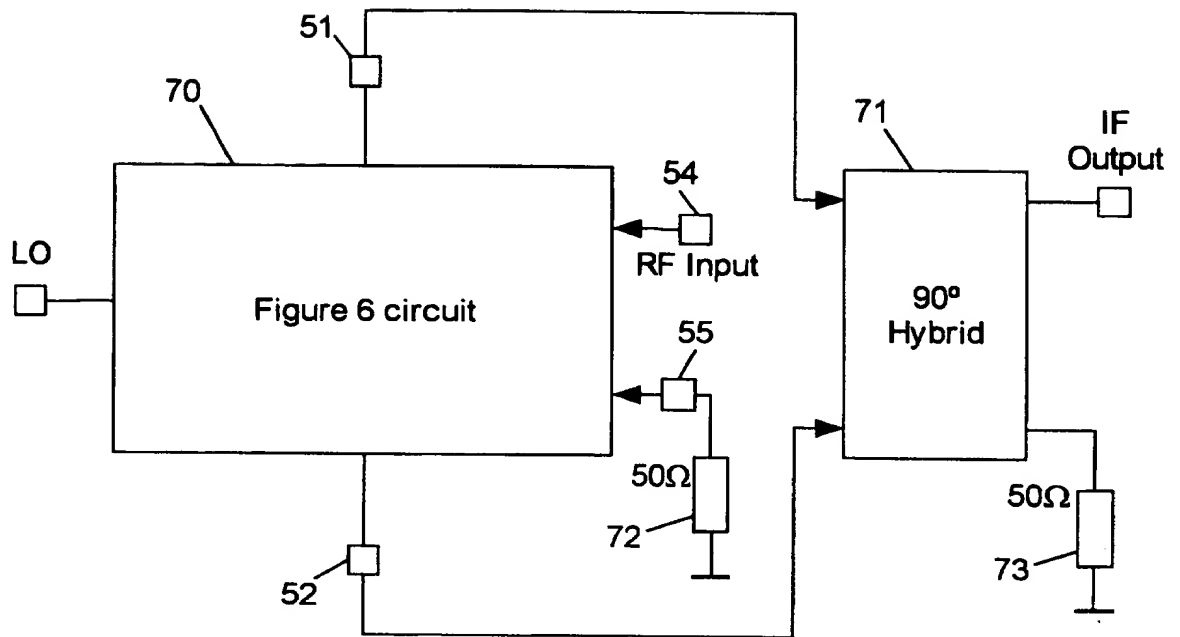 51
70
71
IF
Output
54
LO
RF Input
Figure 6 circuit
90º
Hybrid
55
50Ω
72
50Ω
73
52